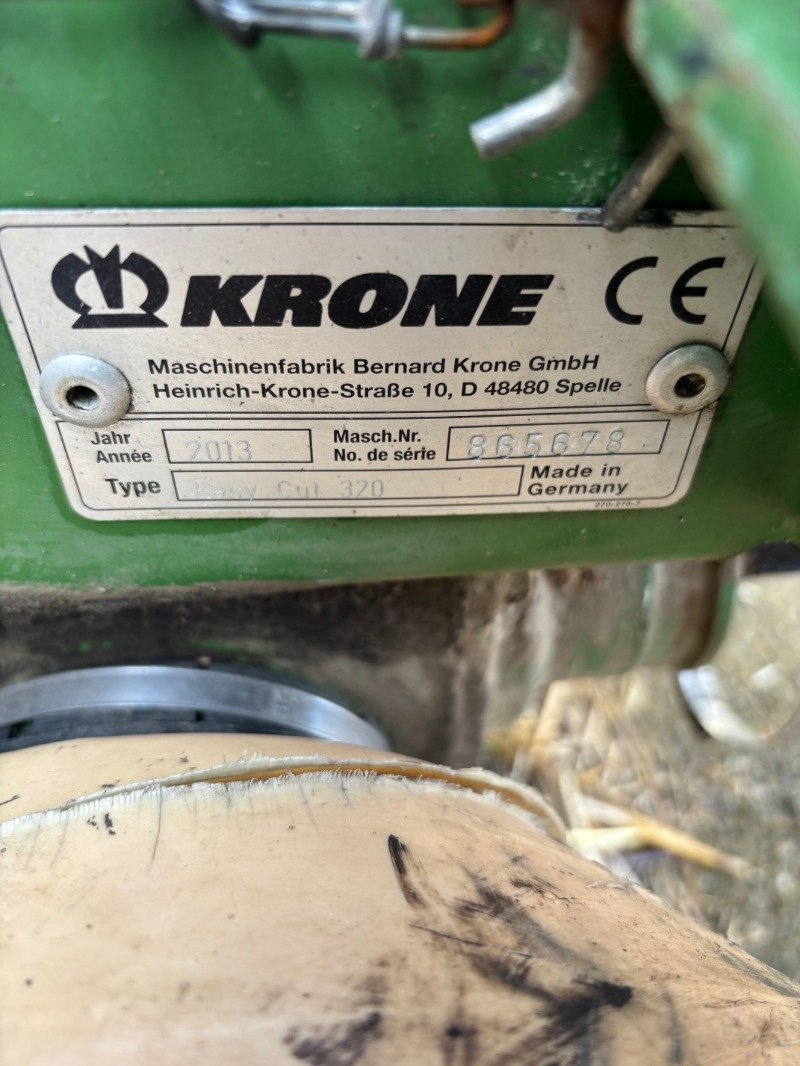 KRONE CE
Maschinenfabrik Bernard Krone GmbH
Heinrich-Krone-Straße 10, D 48480 Spelle
Jahr
Année 2013
Masch.Nr.
No. de série 865678
Type Easy Cut 320
Made in
Germany
270-276-7